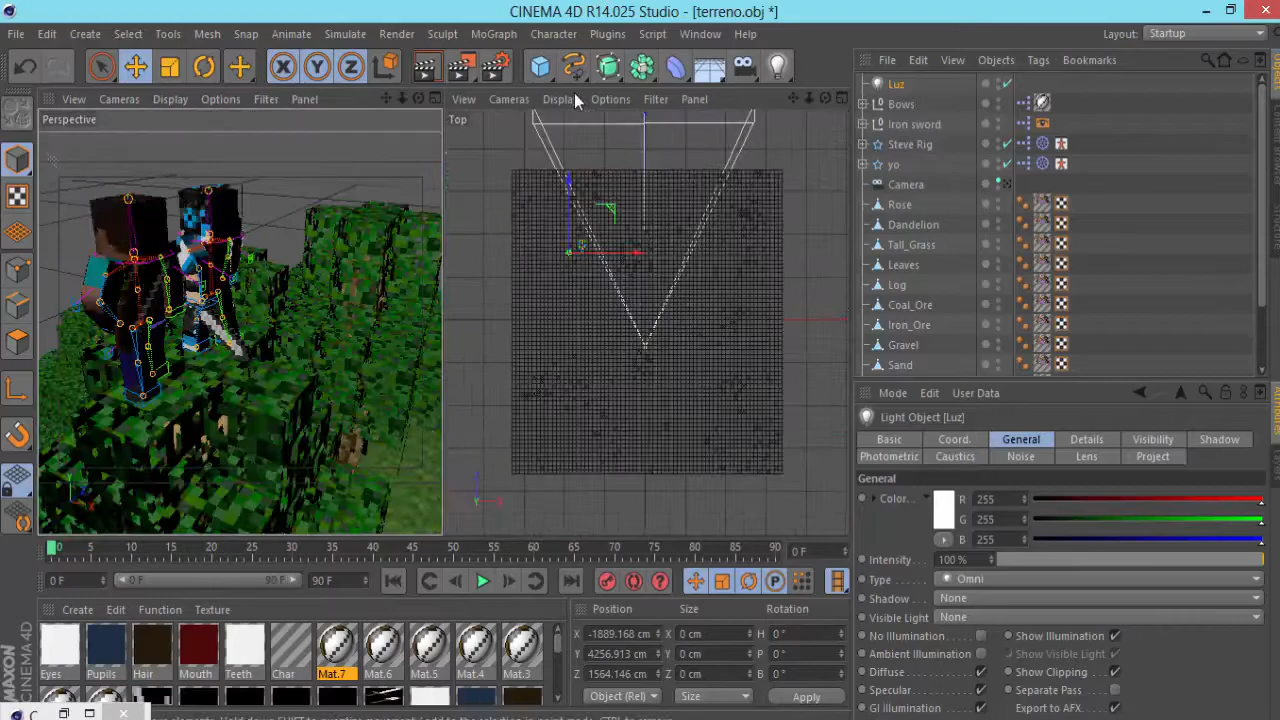 CINEMA 4D R14.025 Studio - [terreno.obj *]
File Edit Create Select Tools Mesh Snap Animate Simulate Render Sculpt MoGraph Character Plugins Script Window Help
Layout: Startup
View Cameras Display Options Filter Panel
View Cameras Display Options Filter Panel
Perspective
Top
File Edit View Objects Tags Bookmarks
Luz
Bows
Iron sword
Steve Rig
yo
Camera
Rose
Dandelion
Tall_Grass
Leaves
Log
Coal_Ore
Iron_Ore
Gravel
Sand
Mode Edit User Data
Light Object [Luz]
Basic Coord. General Details Visibility Shadow
Photometric Caustics Noise Lens Project
General
Color... R 255
G 255
B 255
Intensity... 100 %
Type Omni
Shadow None
Visible Light None
No Illumination Show Illumination
Ambient Illumination Show Visible Light
Diffuse Show Clipping
Specular Separate Pass
GI Illumination Export to AFX
0 5 10 15 20 25 30 35 40 45 50 55 60 65 70 75 80 85 90 0 F
0 F 0 F 90 F 90 F
Create Edit Function Texture
Eyes Pupils Hair Mouth Teeth Char Mat.7 Mat.6 Mat.5 Mat.4 Mat.3
Position Size Rotation
X -1889.168 cm X 0 cm H 0 °
Y 4256.913 cm Y 0 cm P 0 °
Z 1564.146 cm Z 0 cm B 0 °
Object (Rel) Size Apply
MAXON
CINEMA 4D